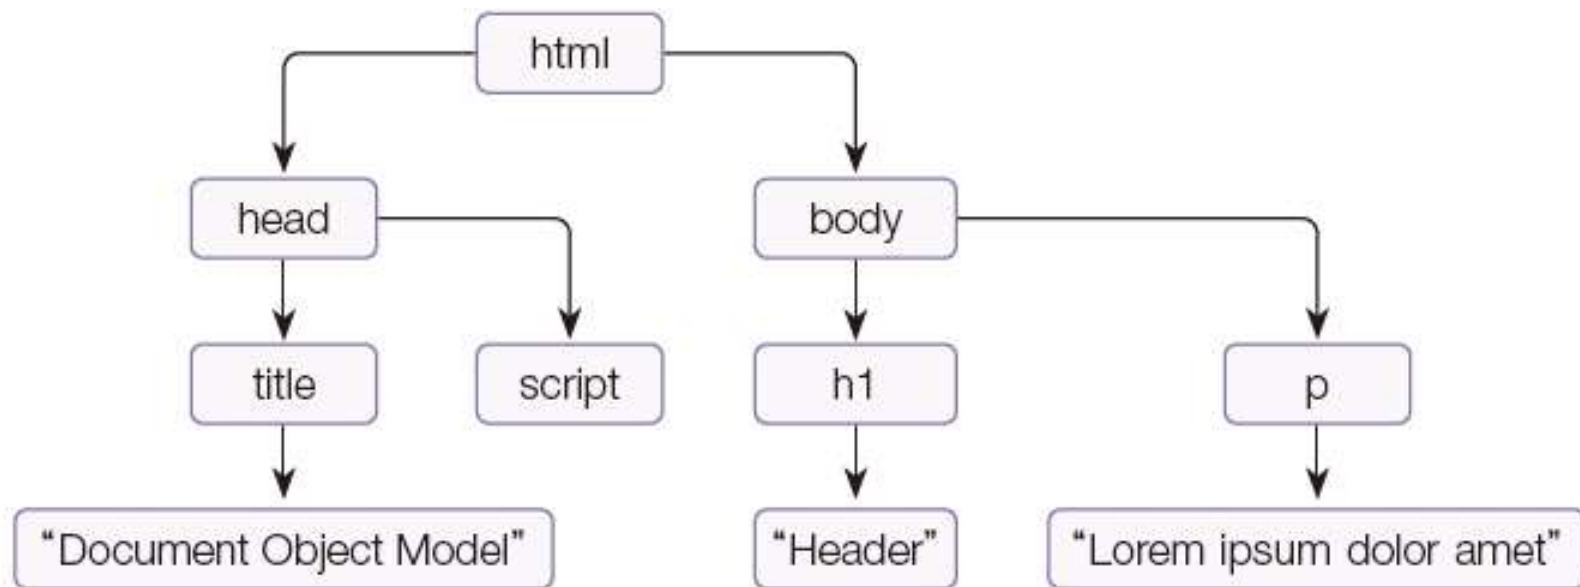 html
head
body
title
script
h1
p
“Document Object Model”
“Header”
“Lorem ipsum dolor amet”